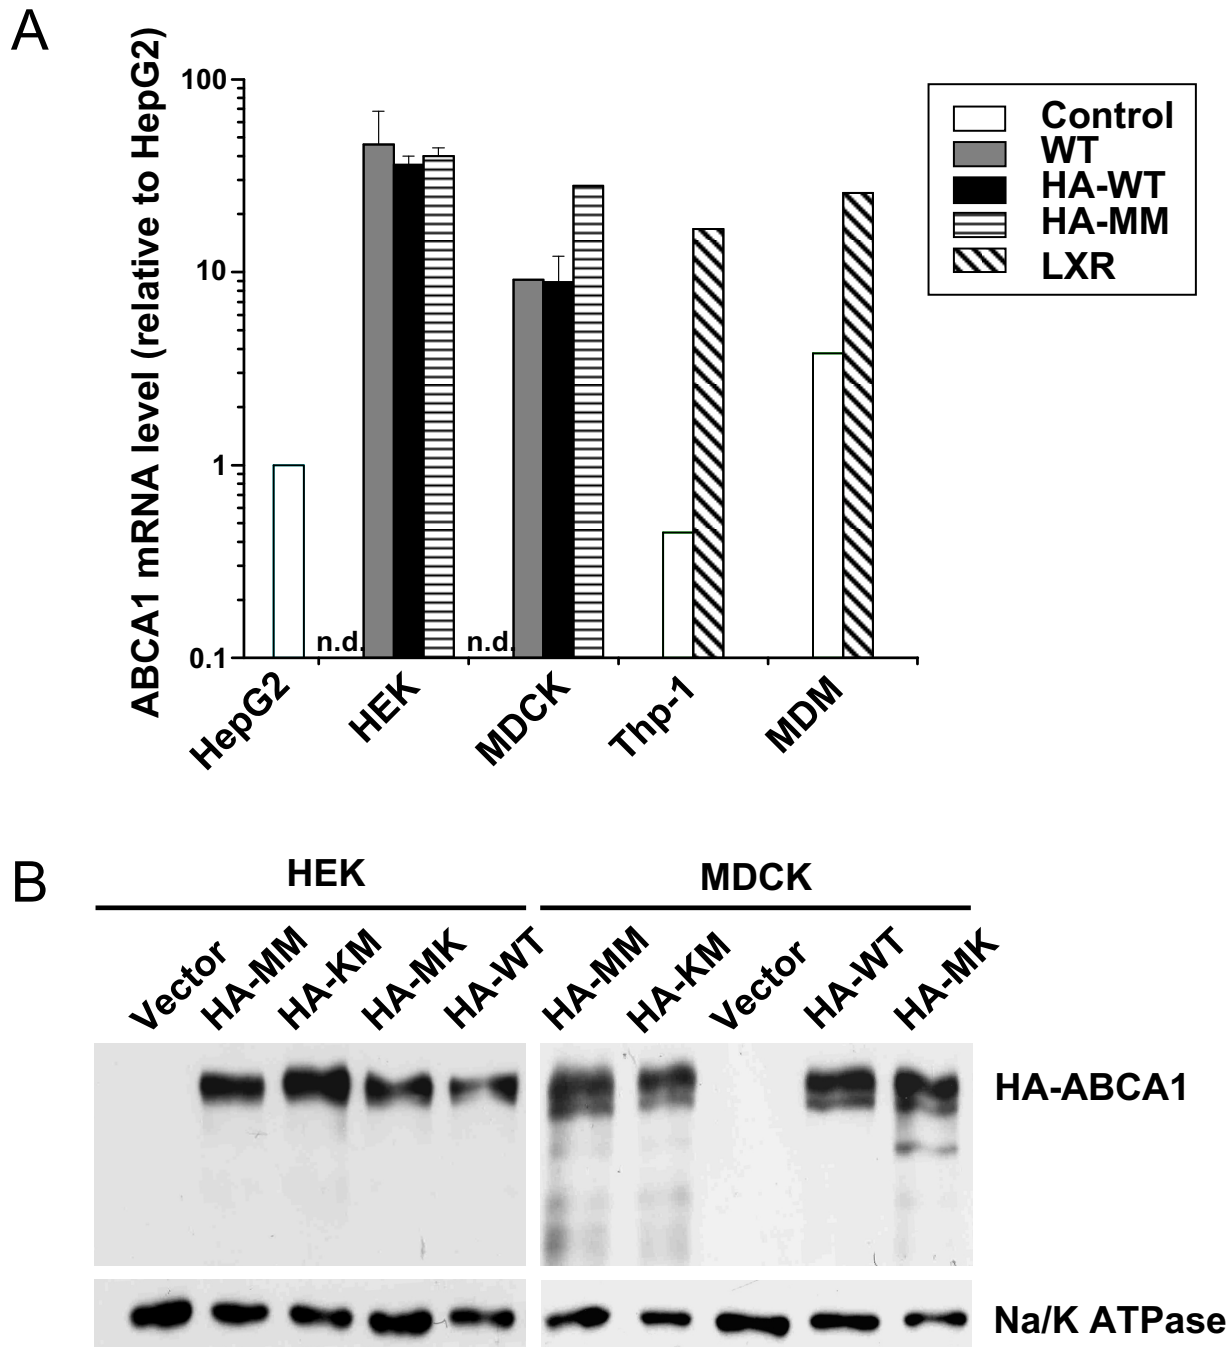 A
ABCA1 mRNA level (relative to HepG2)
100
10
1
0.1
n.d.
n.d.
HepG2
HEK
MDCK
Thp-1
MDM
Control
WT
HA-WT
HA-MM
LXR
B
HEK
MDCK
Vector
HA-MM
HA-KM
HA-MK
HA-WT
HA-MM
HA-KM
Vector
HA-WT
HA-MK
HA-ABCA1
Na/K ATPase